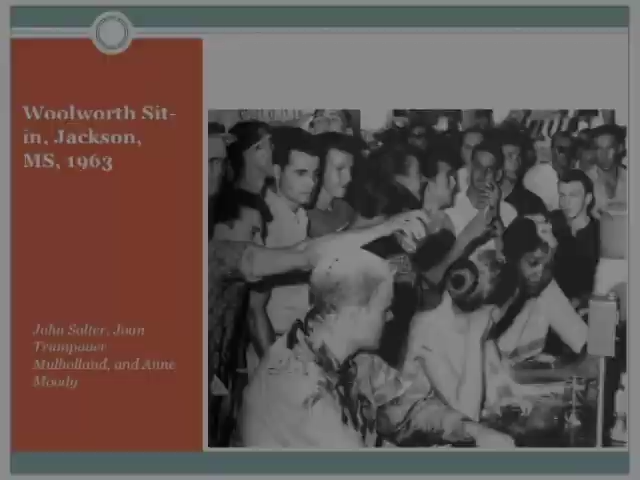 Woolworth Sit-
in, Jackson,
MS, 1963
John Salter, Joan
Trumpauer
Mulholland, and Anne
Moody